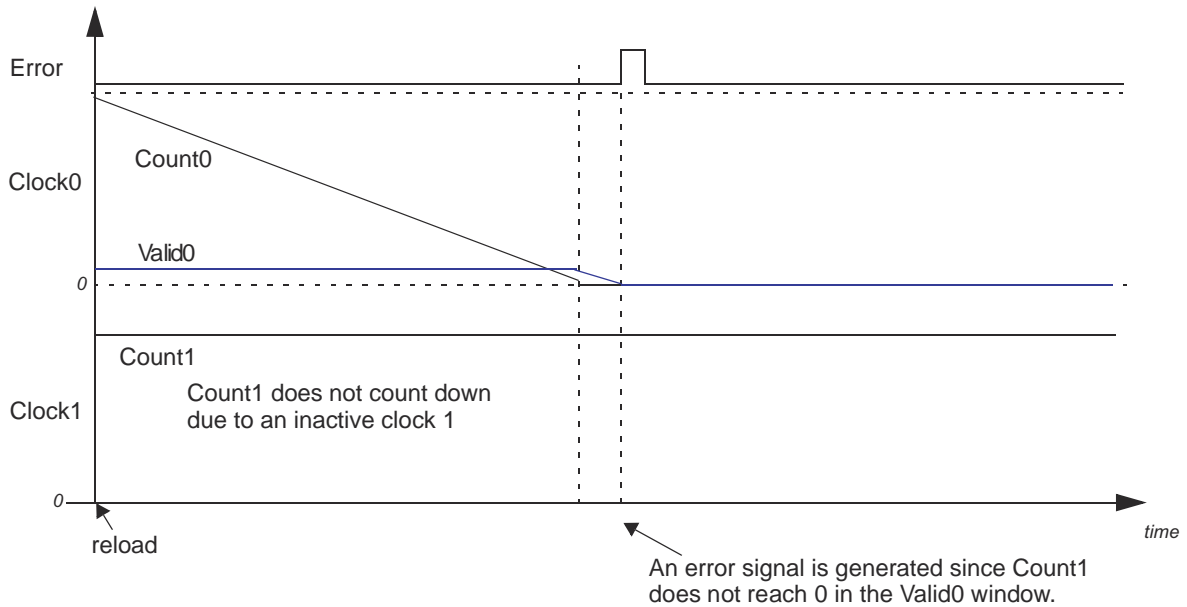 Error
Count0
Clock0
Valid0
0
Count1
Count1 does not count down
due to an inactive clock 1
Clock1
0
reload
time
An error signal is generated since Count1
does not reach 0 in the Valid0 window.